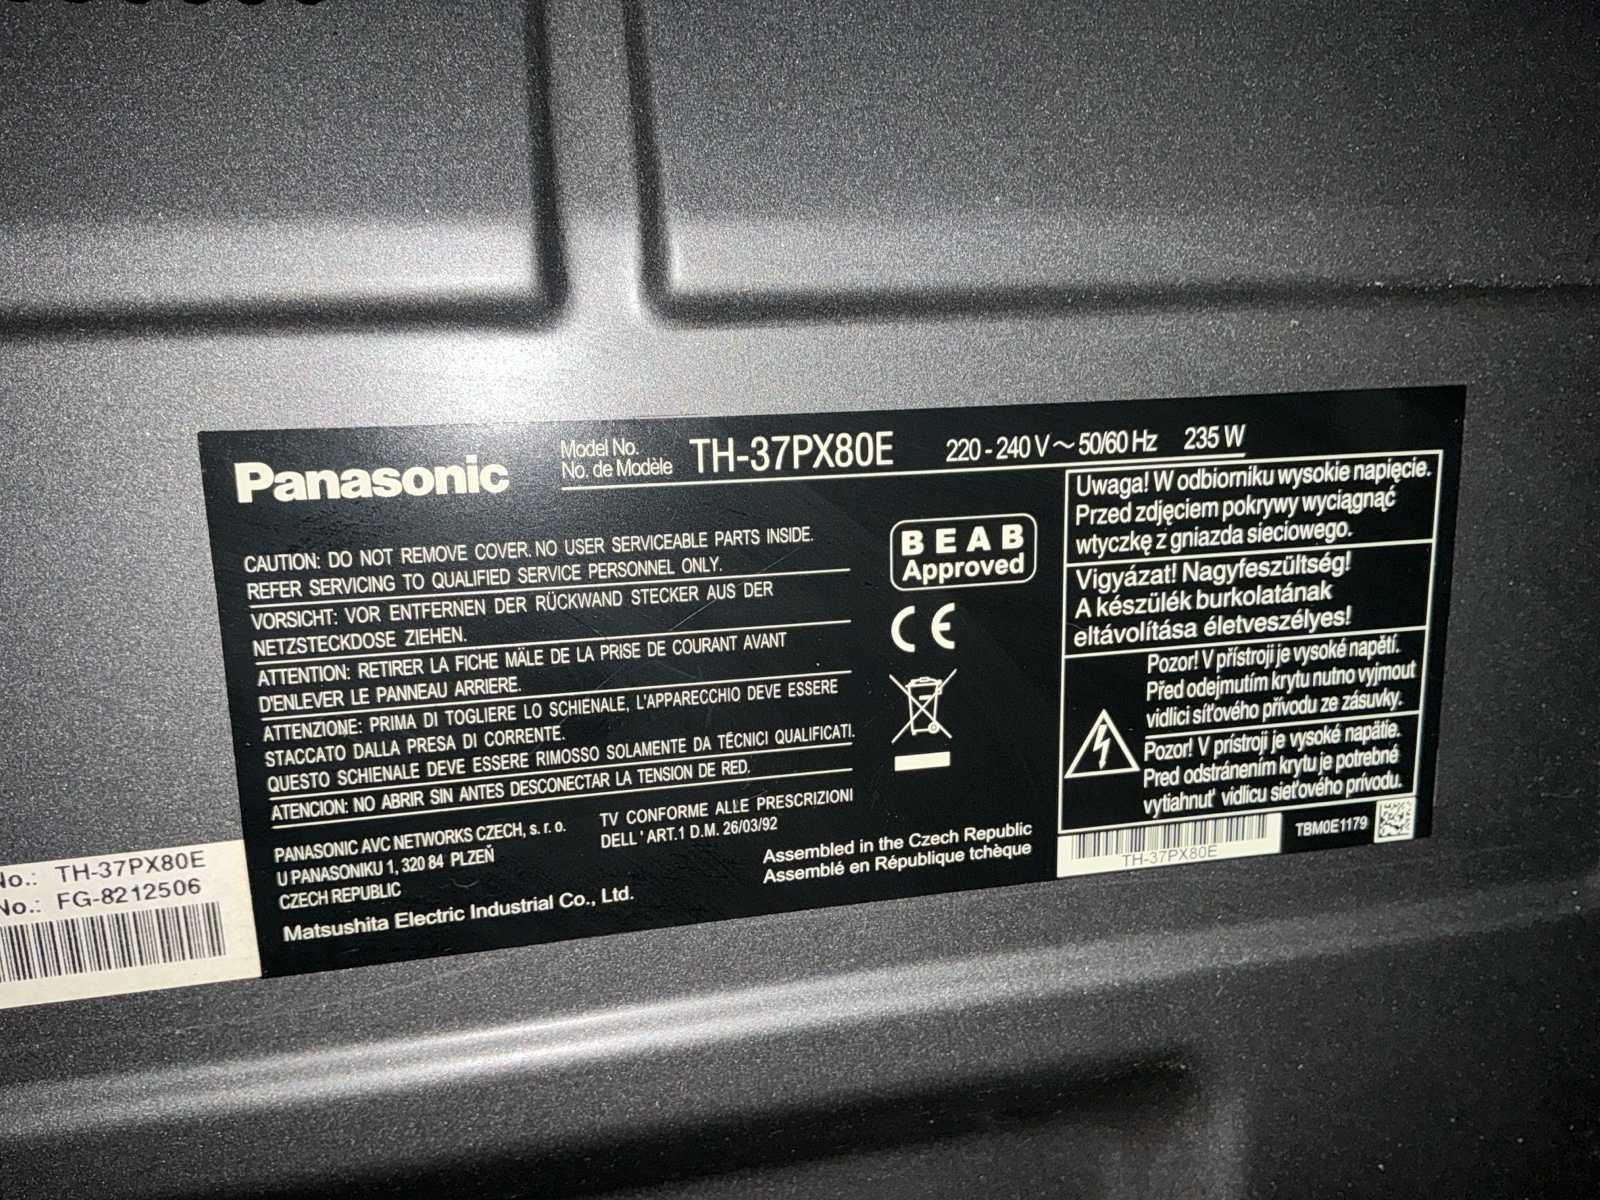 Panasonic
Model No.
No. de Modèle
TH-37PX80E
220 - 240 V ~ 50/60 Hz 235 W
CAUTION: DO NOT REMOVE COVER. NO USER SERVICEABLE PARTS INSIDE.
REFER SERVICING TO QUALIFIED SERVICE PERSONNEL ONLY.
VORSICHT: VOR ENTFERNEN DER RÜCKWAND STECKER AUS DER
NETZSTECKDOSE ZIEHEN.
ATTENTION: RETIRER LA FICHE MÄLE DE LA PRISE DE COURANT AVANT
D'ENLEVER LE PANNEAU ARRIERE.
ATTENZIONE: PRIMA DI TOGLIERE LO SCHIENALE, L'APPARECCHIO DEVE ESSERE
STACCATO DALLA PRESA DI CORRENTE.
QUESTO SCHIENALE DEVE ESSERE RIMOSSO SOLAMENTE DA TÉCNICI QUALIFICATI.
ATENCION: NO ABRIR SIN ANTES DESCONECTAR LA TENSION DE RED.
PANASONIC AVC NETWORKS CZECH, s. r. o.
U PANASONIKU 1, 320 84 PLZEŇ
CZECH REPUBLIC
TV CONFORME ALLE PRESCRIZIONI
DELL' ART.1 D.M. 26/03/92
Matsushita Electric Industrial Co., Ltd.
Assembled in the Czech Republic
Assemblé en République tchèque
BEAB
Approved
CE
Uwaga! W odbiorniku wysokie napięcie.
Przed zdjęciem pokrywy wyciągnąć
wtyczkę z gniazda sieciowego.
Vigyázat! Nagyfeszültség!
A készülék burkolatának
eltávolítása életveszélyes!
Pozor! V přístroji je vysoké napětí.
Před odejmutím krytu nutno vyjmout
vidlici síťového přívodu ze zásuvky.
Pozor! V prístroji je vysoké napätie.
Pred odstránením krytu je potrebné
vytiahnuť vidlicu sieťového prívodu.
TH-37PX80E
TBM0E1179
No.: TH-37PX80E
No.: FG-8212506